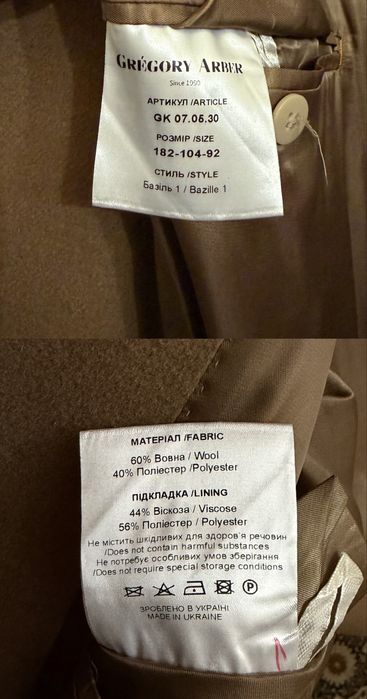 GRÉGORY ARBER
Since 1990
АРТИКУЛ /ARTICLE
GK 07.05.30
РОЗМІР /SIZE
182-104-92
СТИЛЬ /STYLE
Базіль 1 / Bazille 1
МАТЕРІАЛ /FABRIC
60% Вовна / Wool
40% Поліестер /Polyester
ПІДКЛАДКА /LINING
44% Віскоза / Viscose
56% Поліестер / Polyester
Не містить шкідливих для здоров'я речовин
/Does not contain harmful substances
Не потребує особливих умов зберігання
/Does not require special storage conditions
ЗРОБЛЕНО В УКРАЇНІ
MADE IN UKRAINE